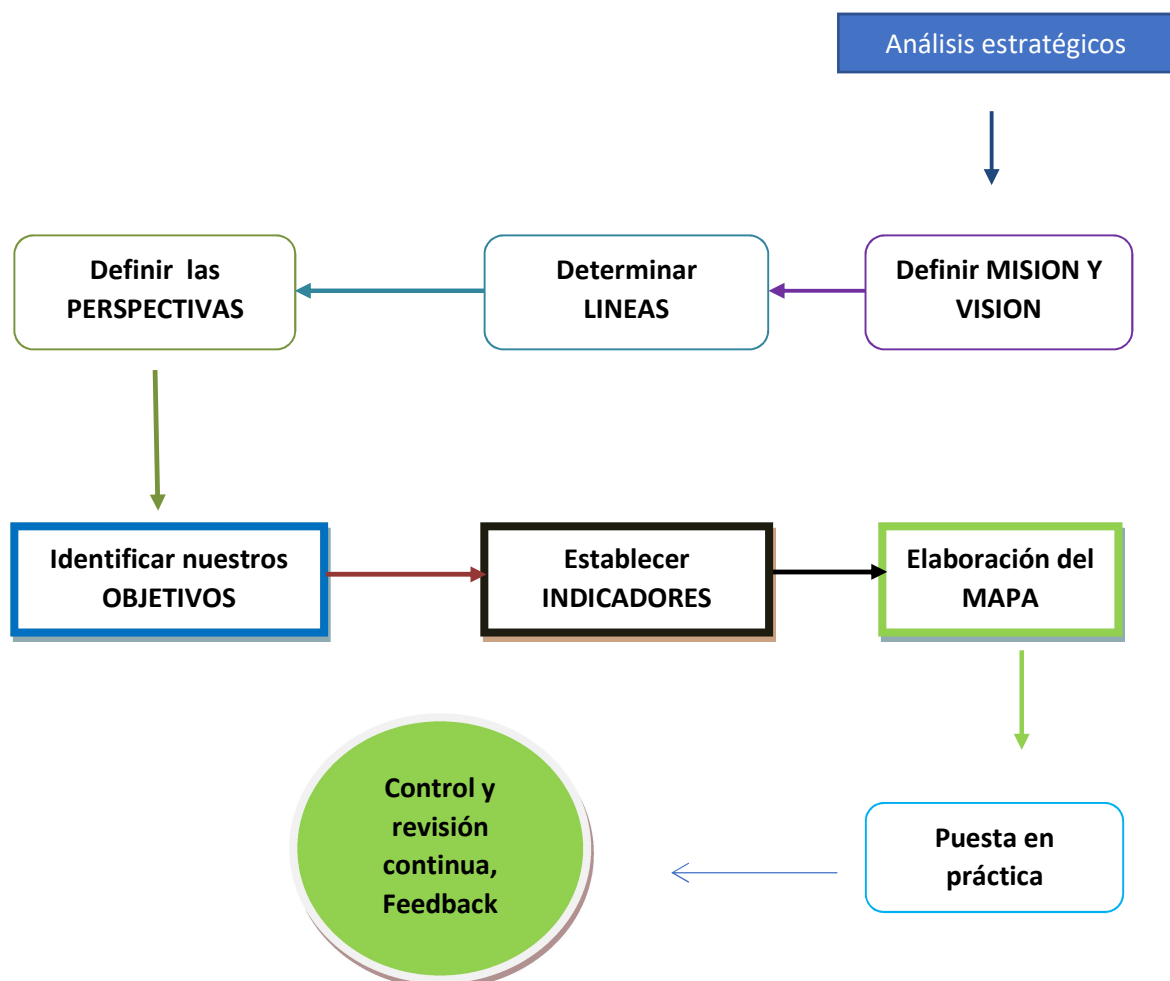 Análisis estratégicos
Definir MISION Y
VISION
Determinar
LINEAS
Definir las
PERSPECTIVAS
Identificar nuestros
OBJETIVOS
Establecer
INDICADORES
Elaboración del
MAPA
Puesta en
práctica
Control y
revisión
continua,
Feedback